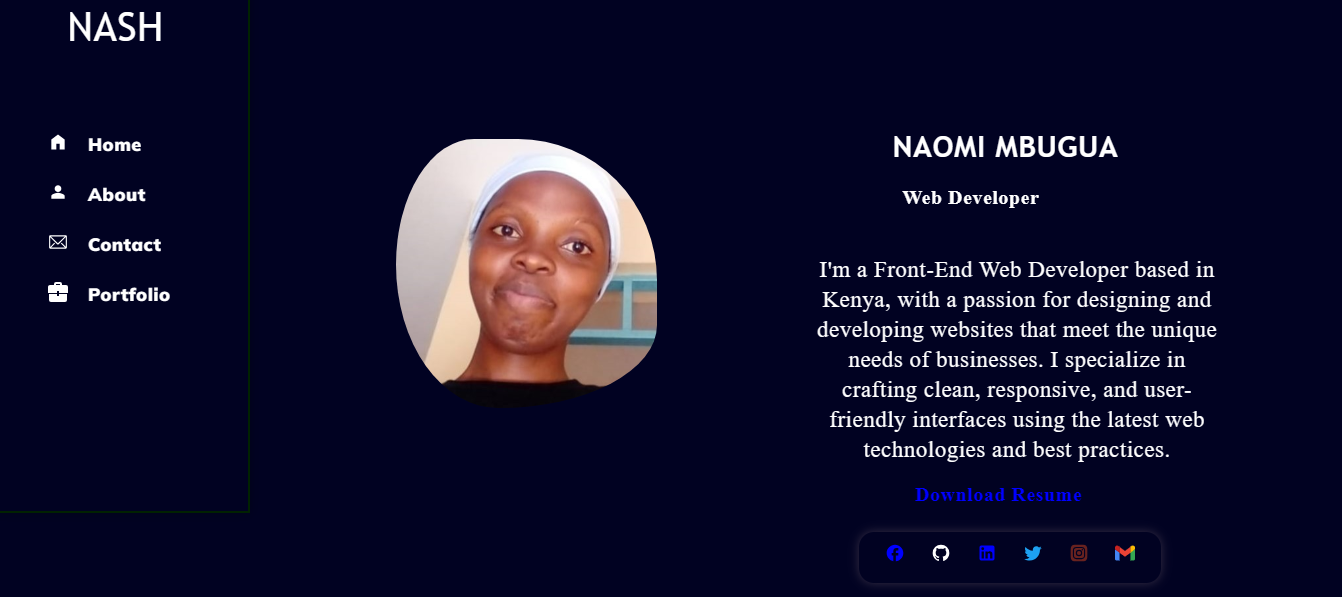 NASH
Home
About
Contact
Portfolio
NAOMI MBUGUA
Web Developer
I'm a Front-End Web Developer based in
Kenya, with a passion for designing and
developing websites that meet the unique
needs of businesses. I specialize in
crafting clean, responsive, and user-
friendly interfaces using the latest web
technologies and best practices.
Download Resume